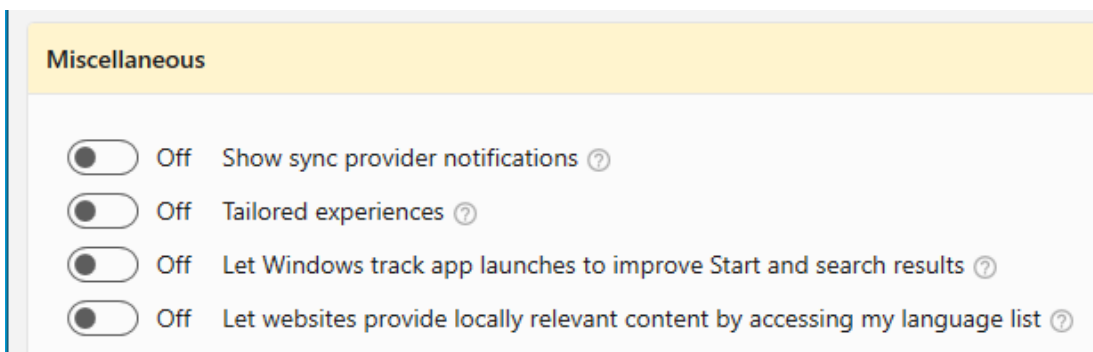 Miscellaneous
Off Show sync provider notifications ?
Off Tailored experiences ?
Off Let Windows track app launches to improve Start and search results ?
Off Let websites provide locally relevant content by accessing my language list ?